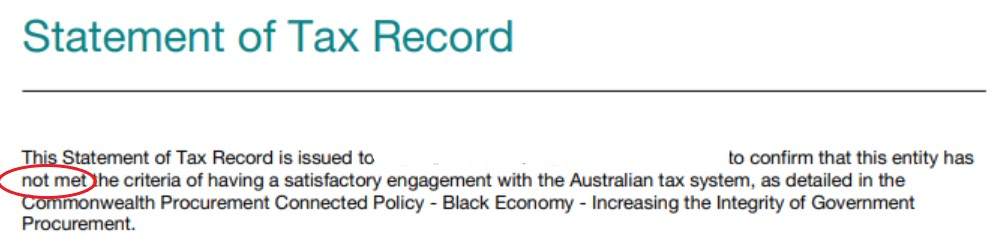 Statement of Tax Record
This Statement of Tax Record is issued to to confirm that this entity has
not met the criteria of having a satisfactory engagement with the Australian tax system, as detailed in the
Commonwealth Procurement Connected Policy - Black Economy - Increasing the Integrity of Government
Procurement.